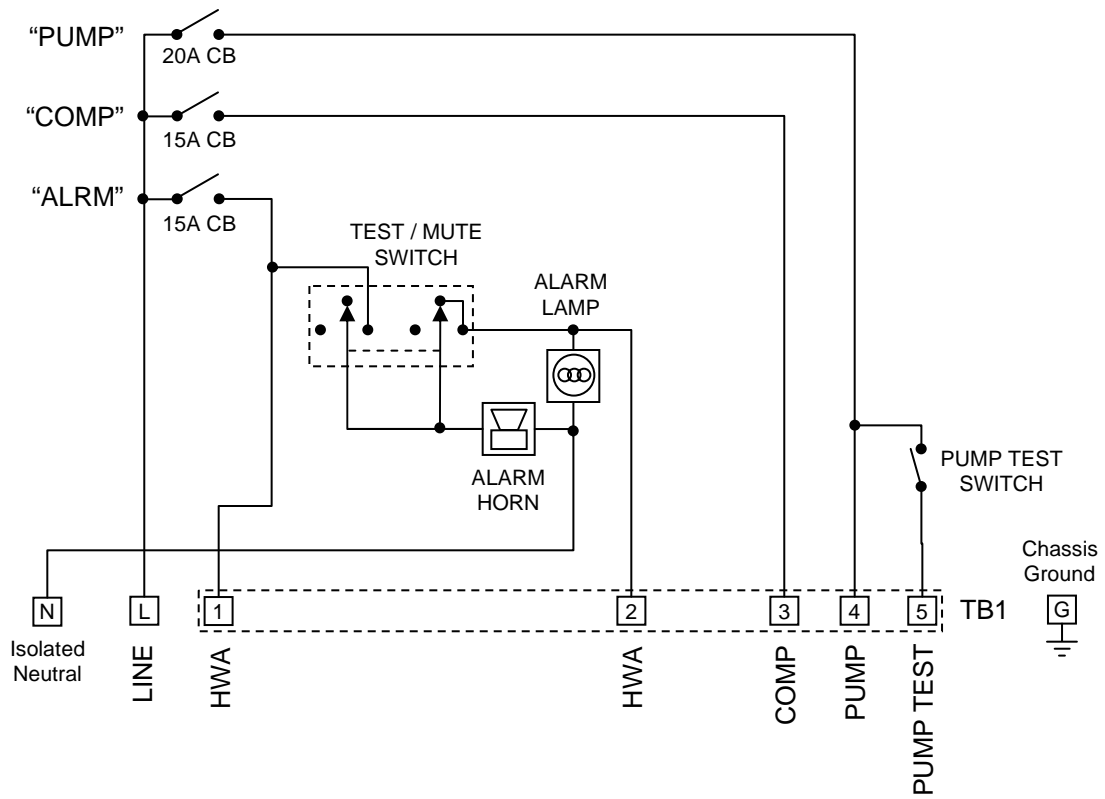 “PUMP”
20A CB
“COMP”
15A CB
“ALRM”
15A CB
TEST / MUTE
SWITCH
ALARM
LAMP
ALARM
HORN
PUMP TEST
SWITCH
Chassis
Ground
N
L
1
2
3
4
5
TB1
G
Isolated
Neutral
LINE
HWA
HWA
COMP
PUMP
PUMP TEST